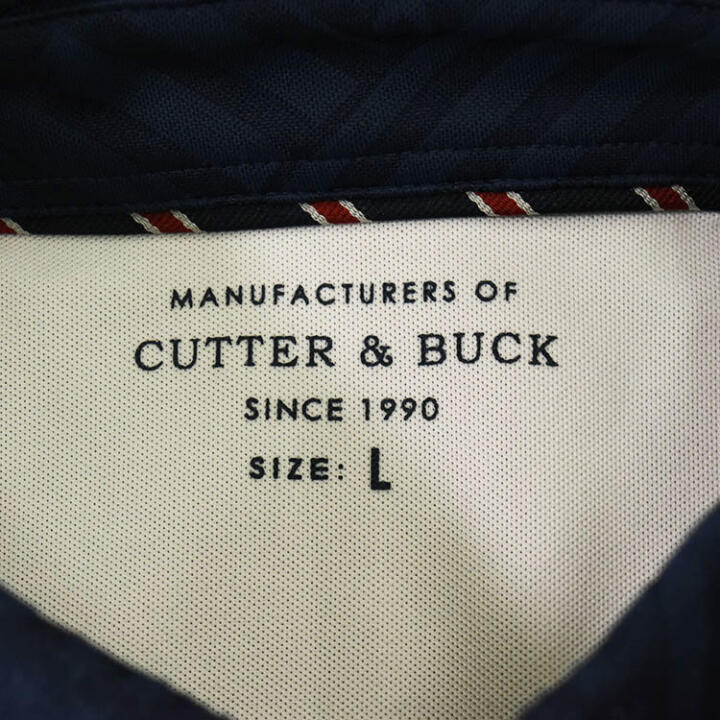 MANUFACTURERS OF
CUTTER & BUCK
SINCE 1990
SIZE: L